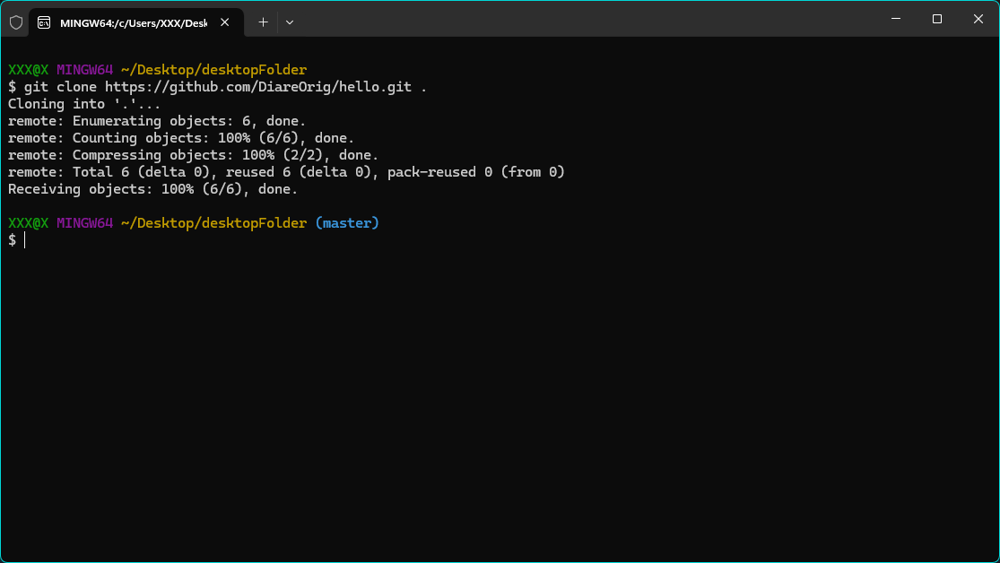 MINGW64:/c/Users/XXX/Desk
XXX@X MINGW64 ~/Desktop/desktopFolder
$ git clone https://github.com/DiareOrig/hello.git .
Cloning into '.'...
remote: Enumerating objects: 6, done.
remote: Counting objects: 100% (6/6), done.
remote: Compressing objects: 100% (2/2), done.
remote: Total 6 (delta 0), reused 6 (delta 0), pack-reused 0 (from 0)
Receiving objects: 100% (6/6), done.
XXX@X MINGW64 ~/Desktop/desktopFolder (master)
$